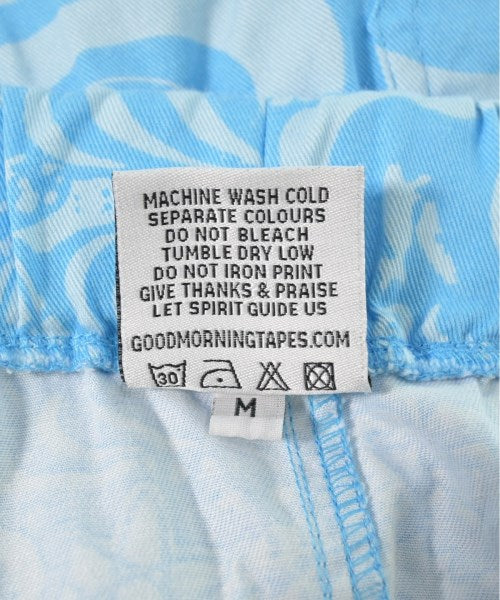 MACHINE WASH COLD
SEPARATE COLOURS
DO NOT BLEACH
TUMBLE DRY LOW
DO NOT IRON PRINT
GIVE THANKS & PRAISE
LET SPIRIT GUIDE US
GOODMORNINGTAPES.COM
30
M